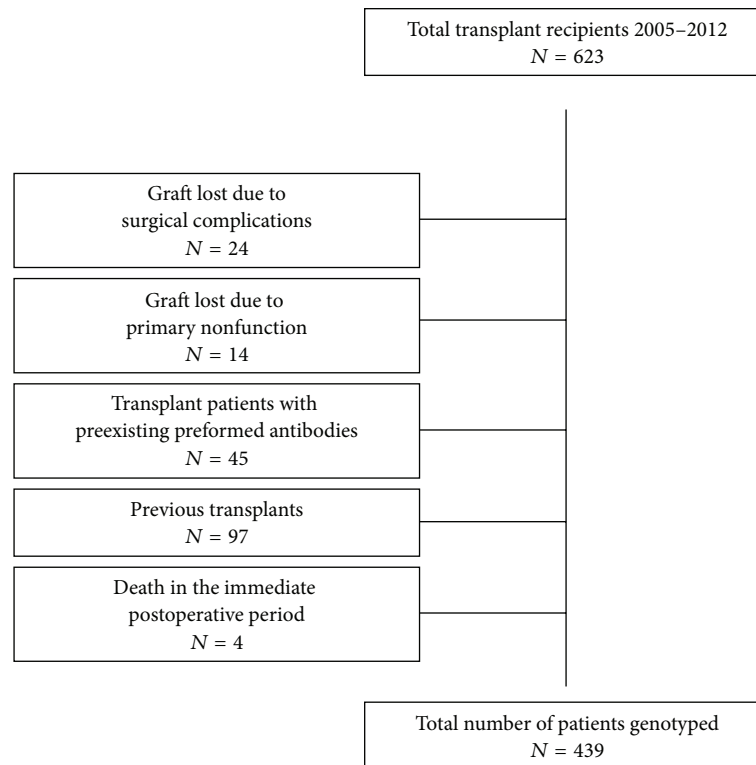 Total transplant recipients 2005–2012
N = 623
Graft lost due to
surgical complications
N = 24
Graft lost due to
primary nonfunction
N = 14
Transplant patients with
preexisting preformed antibodies
N = 45
Previous transplants
N = 97
Death in the immediate
postoperative period
N = 4
Total number of patients genotyped
N = 439